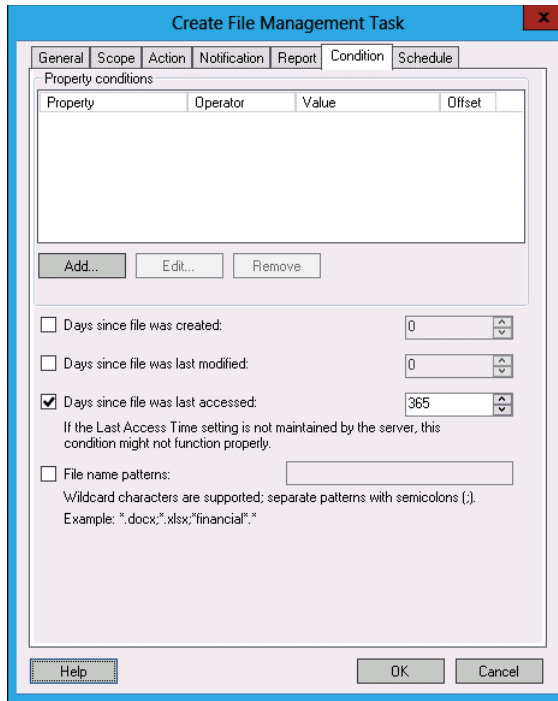 Create File Management Task
x
General Scope Action Notification Report Condition Schedule
Property conditions
Property Operator Value Offset
Add... Edit... Remove
Days since file was created: 0
Days since file was last modified: 0
Days since file was last accessed: 365
If the Last Access Time setting is not maintained by the server, this
condition might not function properly.
File name patterns:
Wildcard characters are supported; separate patterns with semicolons (;).
Example: *.docx;*.xlsx;*financial*.*
Help OK Cancel